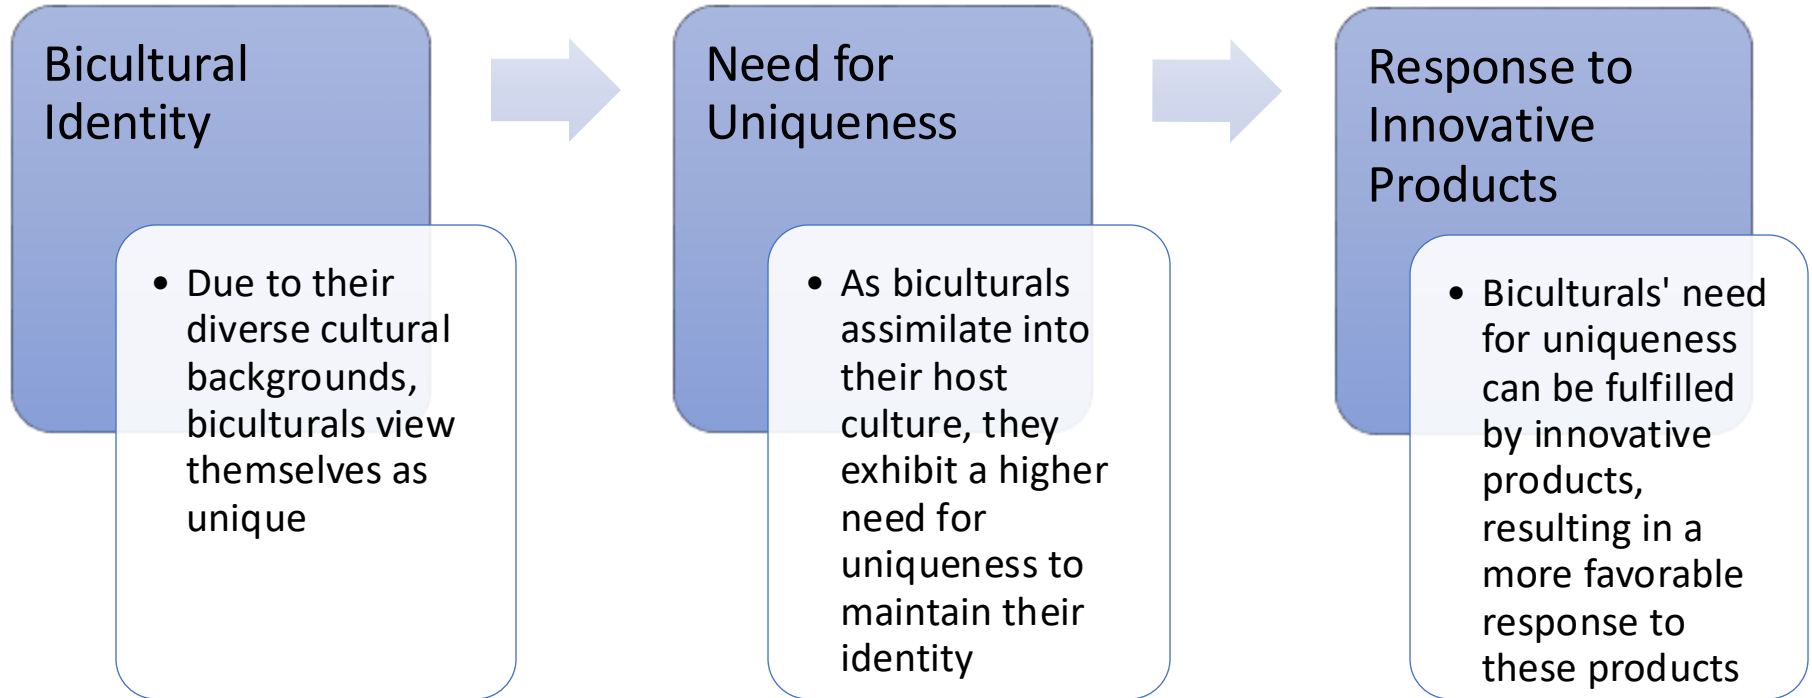 Bicultural
Identity
• Due to their
diverse cultural
backgrounds,
biculturals view
themselves as
unique
Need for
Uniqueness
• As biculturals
assimilate into
their host
culture, they
exhibit a higher
need for
uniqueness to
maintain their
identity
Response to
Innovative
Products
• Biculturals' need
for uniqueness
can be fulfilled
by innovative
products,
resulting in a
more favorable
response to
these products